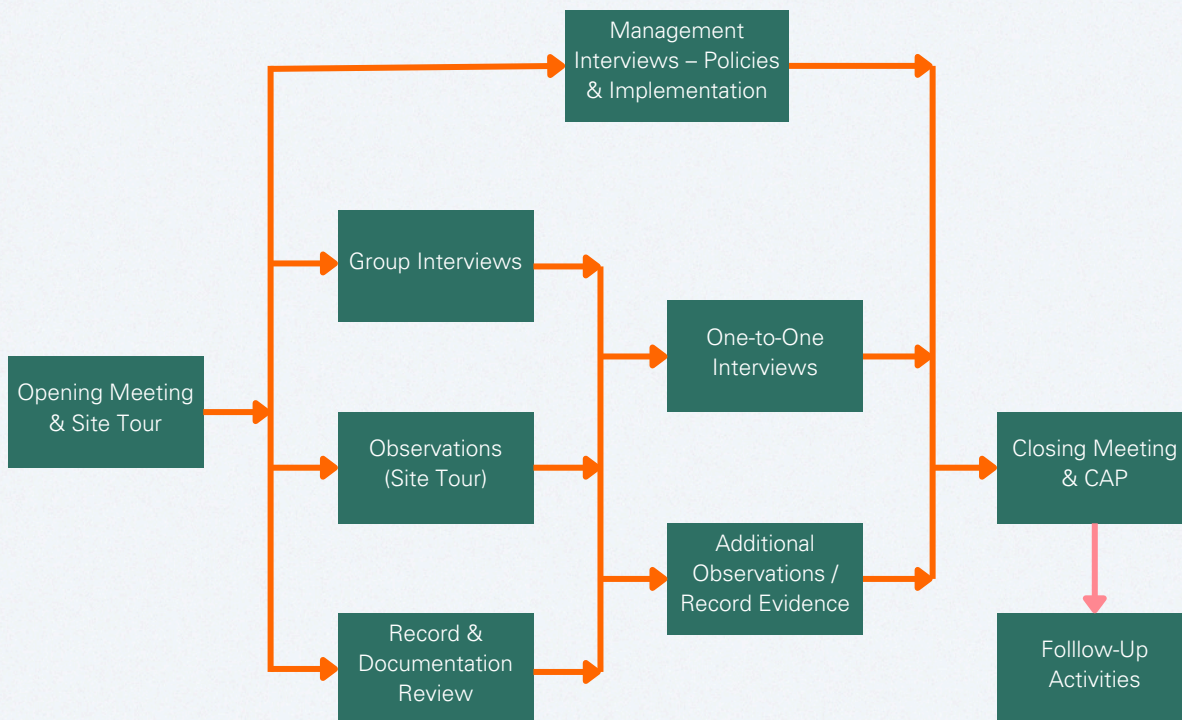 Management
Interviews – Policies
& Implementation
Group Interviews
One-to-One
Interviews
Opening Meeting
& Site Tour
Observations
(Site Tour)
Closing Meeting
& CAP
Additional
Observations /
Record Evidence
Record &
Documentation
Review
Folllow-Up
Activities